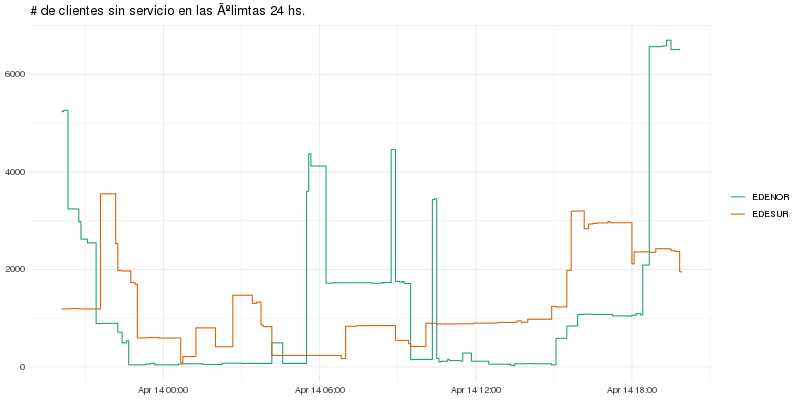 # de clientes sin servicio en las Ãºlimtas 24 hs.
6000
4000
2000
0
Apr 14 00:00
Apr 14 06:00
Apr 14 12:00
Apr 14 18:00
EDENOR
EDESUR